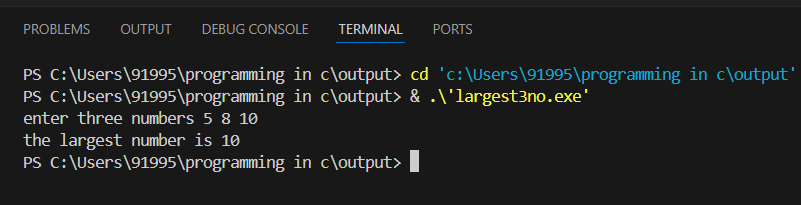 PROBLEMS OUTPUT DEBUG CONSOLE TERMINAL PORTS
PS C:\Users\91995\programming in c\output> cd 'c:\Users\91995\programming in c\output'
PS C:\Users\91995\programming in c\output> & .\'largest3no.exe'
enter three numbers 5 8 10
the largest number is 10
PS C:\Users\91995\programming in c\output>